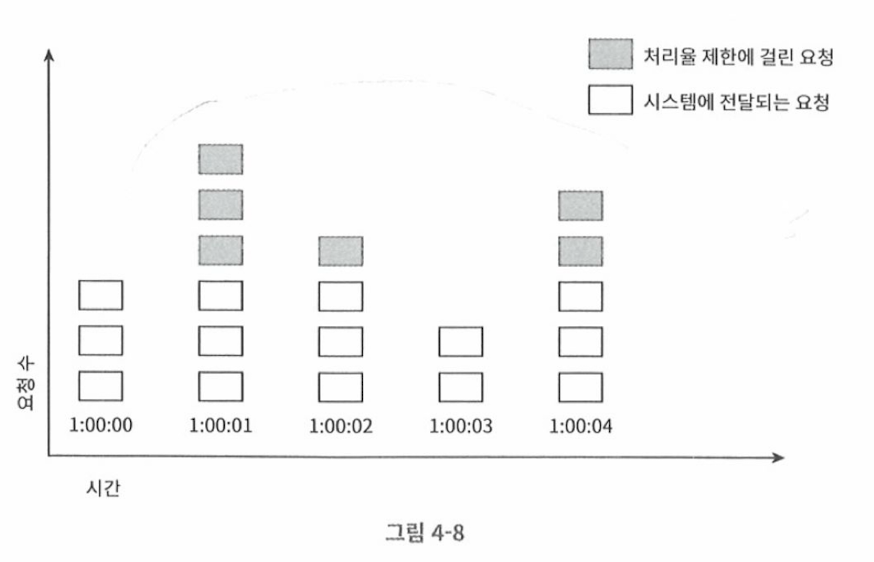 처리율 제한에 걸린 요청
시스템에 전달되는 요청
요청 수
1:00:00 1:00:01 1:00:02 1:00:03 1:00:04
시간
그림 4-8